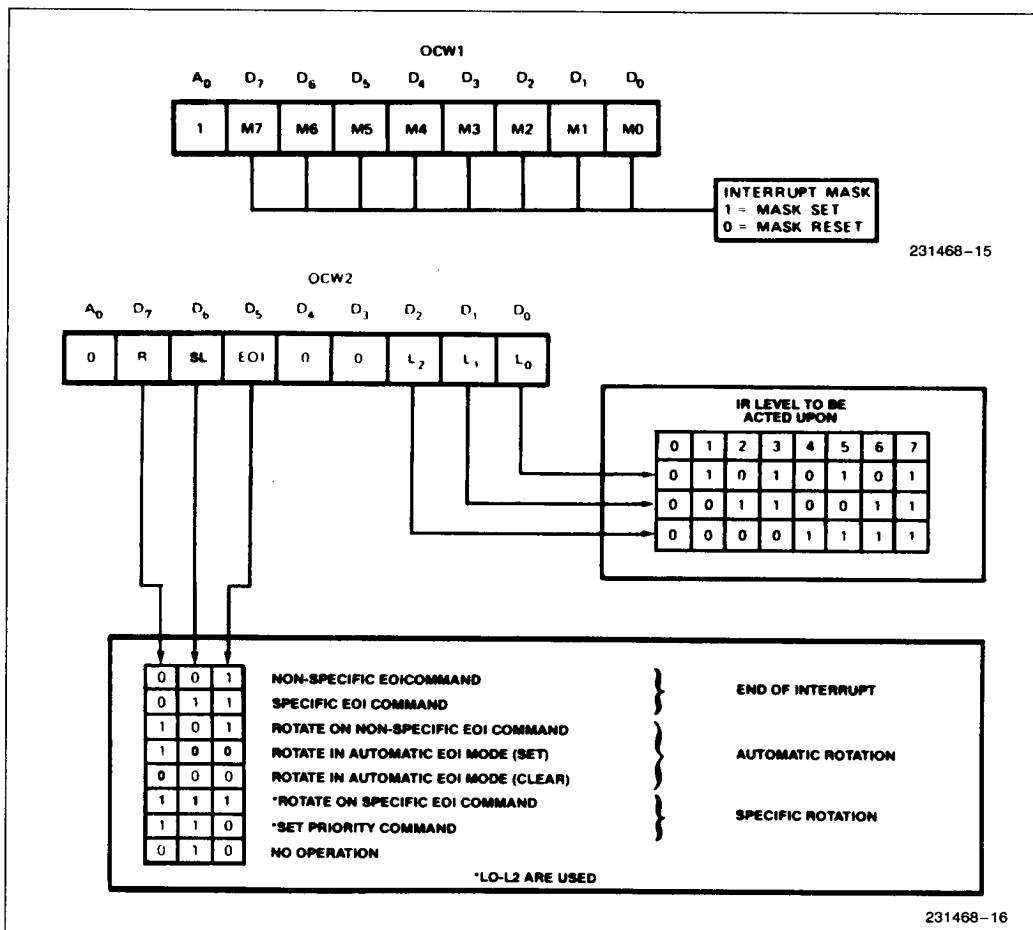 OCW1
A0 D7 D6 D5 D4 D3 D2 D1 D0
1 M7 M6 M5 M4 M3 M2 M1 M0
INTERRUPT MASK
1 = MASK SET
0 = MASK RESET
231468-15
OCW2
A0 D7 D6 D5 D4 D3 D2 D1 D0
0 R SL EOI 0 0 L2 L1 L0
IR LEVEL TO BE
ACTED UPON
0 1 2 3 4 5 6 7
0 1 0 1 0 1 0 1
0 0 1 1 0 0 1 1
0 0 0 0 1 1 1 1
0 0 1 NON-SPECIFIC EOICOMMAND
0 1 1 SPECIFIC EOI COMMAND
END OF INTERRUPT
1 0 1 ROTATE ON NON-SPECIFIC EOI COMMAND
1 0 0 ROTATE IN AUTOMATIC EOI MODE (SET)
0 0 0 ROTATE IN AUTOMATIC EOI MODE (CLEAR)
AUTOMATIC ROTATION
1 1 1 *ROTATE ON SPECIFIC EOI COMMAND
1 1 0 *SET PRIORITY COMMAND
SPECIFIC ROTATION
0 1 0 NO OPERATION
*LO-L2 ARE USED
231468-16